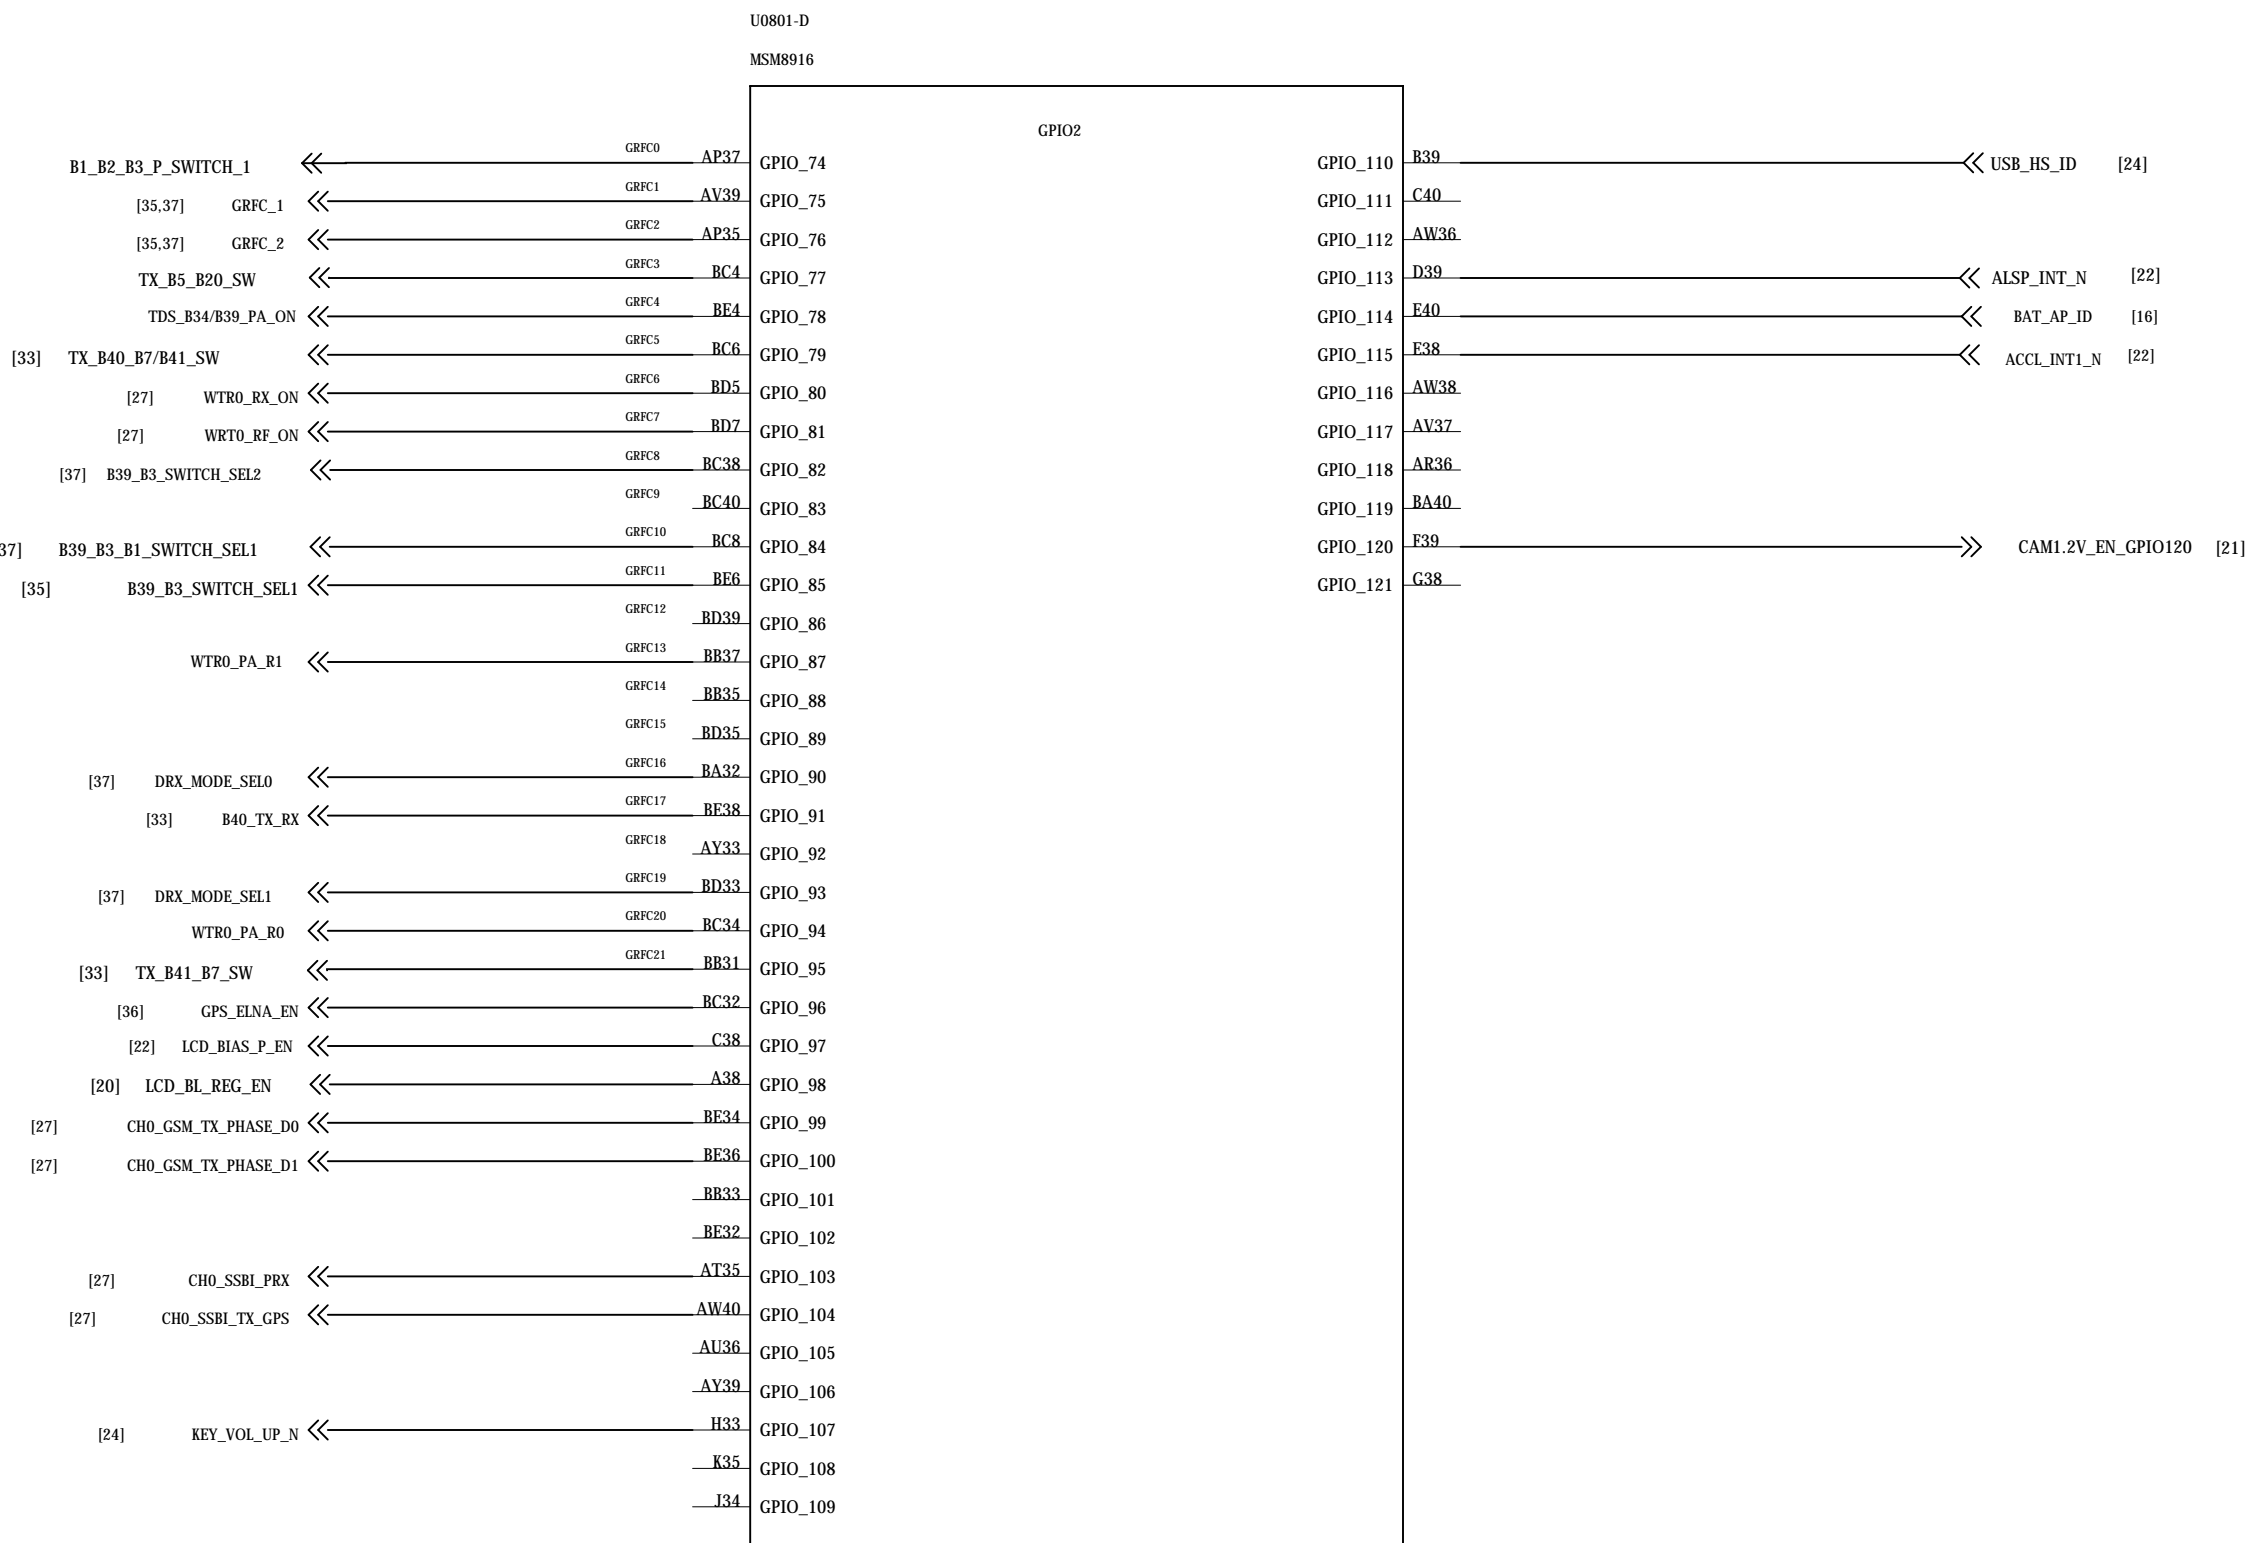 U0801-D
MSM8916
GPIO2
B1_B2_B3_P_SWITCH_1 GRFC0 AP37 GPIO_74 GPIO_110 B39 USB_HS_ID [24]
[35,37] GRFC_1 GRFC1 AV39 GPIO_75 GPIO_111 C40
[35,37] GRFC_2 GRFC2 AP35 GPIO_76 GPIO_112 AW36
TX_B5_B20_SW GRFC3 BC4 GPIO_77 GPIO_113 D39 ALSP_INT_N [22]
TDS_B34/B39_PA_ON GRFC4 BE4 GPIO_78 GPIO_114 E40 BAT_AP_ID [16]
[33] TX_B40_B7/B41_SW GRFC5 BC6 GPIO_79 GPIO_115 E38 ACCL_INT1_N [22]
[27] WTR0_RX_ON GRFC6 BD5 GPIO_80 GPIO_116 AW38
[27] WRT0_RF_ON GRFC7 BD7 GPIO_81 GPIO_117 AV37
[37] B39_B3_SWITCH_SEL2 GRFC8 BC38 GPIO_82 GPIO_118 AR36
GRFC9 BC40 GPIO_83 GPIO_119 BA40
37] B39_B3_B1_SWITCH_SEL1 GRFC10 BC8 GPIO_84 GPIO_120 F39 CAM1.2V_EN_GPIO120 [21]
[35] B39_B3_SWITCH_SEL1 GRFC11 BE6 GPIO_85 GPIO_121 G38
GRFC12 BD39 GPIO_86
WTR0_PA_R1 GRFC13 BB37 GPIO_87
GRFC14 BB35 GPIO_88
GRFC15 BD35 GPIO_89
[37] DRX_MODE_SEL0 GRFC16 BA32 GPIO_90
[33] B40_TX_RX GRFC17 BE38 GPIO_91
GRFC18 AY33 GPIO_92
[37] DRX_MODE_SEL1 GRFC19 BD33 GPIO_93
WTR0_PA_R0 GRFC20 BC34 GPIO_94
[33] TX_B41_B7_SW GRFC21 BB31 GPIO_95
[36] GPS_ELNA_EN BC32 GPIO_96
[22] LCD_BIAS_P_EN C38 GPIO_97
[20] LCD_BL_REG_EN A38 GPIO_98
[27] CH0_GSM_TX_PHASE_D0 BE34 GPIO_99
[27] CH0_GSM_TX_PHASE_D1 BE36 GPIO_100
BB33 GPIO_101
BE32 GPIO_102
[27] CH0_SSBI_PRX AT35 GPIO_103
[27] CH0_SSBI_TX_GPS AW40 GPIO_104
AU36 GPIO_105
AY39 GPIO_106
[24] KEY_VOL_UP_N H33 GPIO_107
K35 GPIO_108
J34 GPIO_109